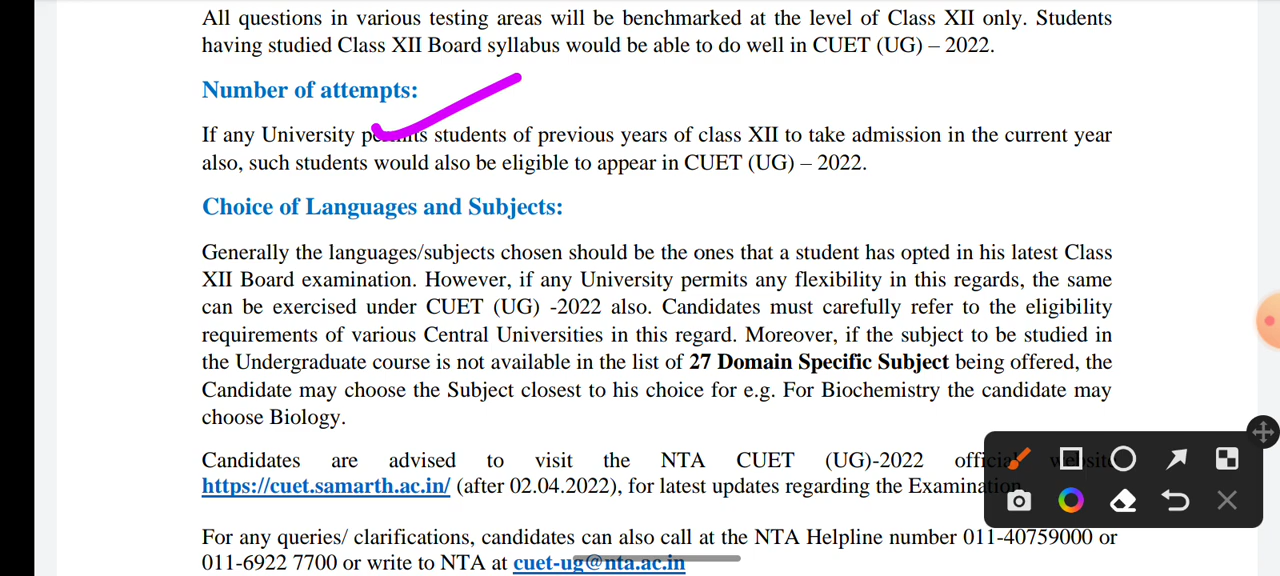 All questions in various testing areas will be benchmarked at the level of Class XII only. Students
having studied Class XII Board syllabus would be able to do well in CUET (UG) – 2022.
Number of attempts:
If any University permits students of previous years of class XII to take admission in the current year
also, such students would also be eligible to appear in CUET (UG) – 2022.
Choice of Languages and Subjects:
Generally the languages/subjects chosen should be the ones that a student has opted in his latest Class
XII Board examination. However, if any University permits any flexibility in this regards, the same
can be exercised under CUET (UG) -2022 also. Candidates must carefully refer to the eligibility
requirements of various Central Universities in this regard. Moreover, if the subject to be studied in
the Undergraduate course is not available in the list of 27 Domain Specific Subject being offered, the
Candidate may choose the Subject closest to his choice for e.g. For Biochemistry the candidate may
choose Biology.
Candidates are advised to visit the NTA CUET (UG)-2022 official website
https://cuet.samarth.ac.in/ (after 02.04.2022), for latest updates regarding the Examination.
For any queries/ clarifications, candidates can also call at the NTA Helpline number 011-40759000 or
011-6922 7700 or write to NTA at cuet-ug@nta.ac.in